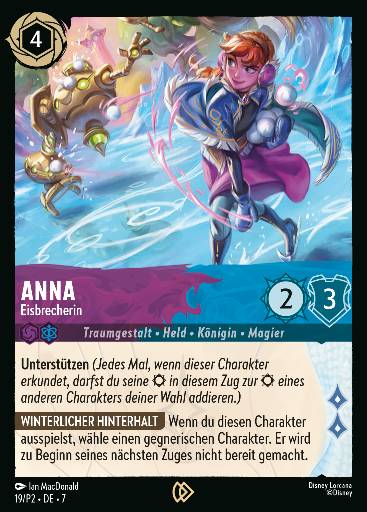 4
ANNA
Eisbrecherin
2
3
Traumgestalt • Held • Königin • Magier
Unterstützen (Jedes Mal, wenn dieser Charakter
erkundet, darfst du seine in diesem Zug zur eines
anderen Charakters deiner Wahl addieren.)
WINTERLICHER HINTERHALT Wenn du diesen Charakter
ausspielst, wähle einen gegnerischen Charakter. Er wird
zu Beginn seines nächsten Zuges nicht bereit gemacht.
Ian MacDonald
19/P2 • DE • 7
Disney Lorcana
©Disney